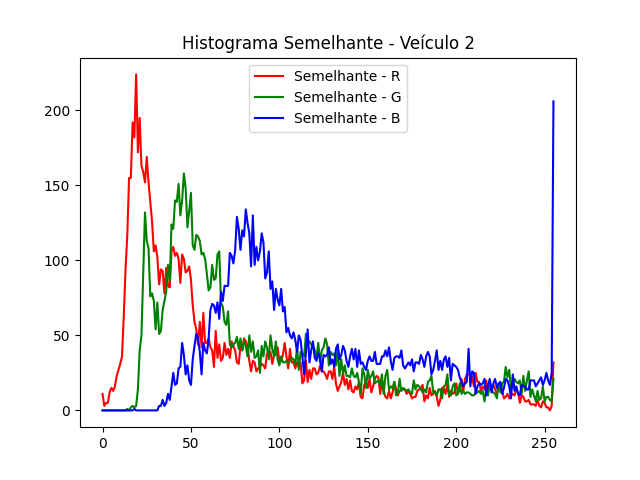 Histograma Semelhante - Veículo 2
Semelhante - R
Semelhante - G
Semelhante - B
200
150
100
50
0
0 50 100 150 200 250